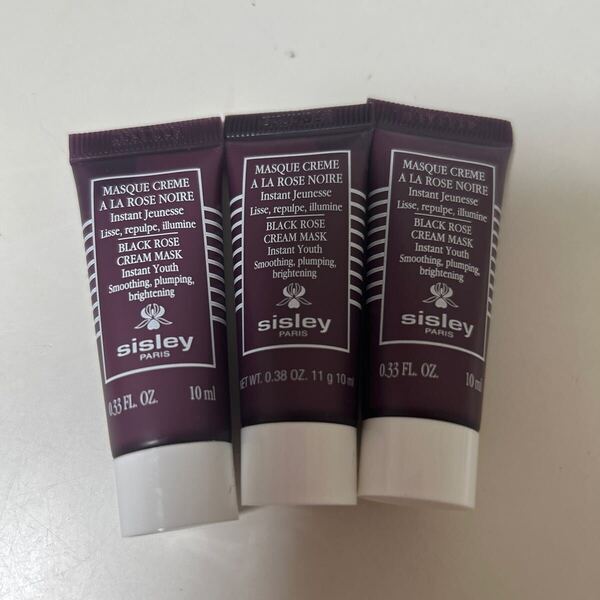 MASQUE CREME
A LA ROSE NOIRE
Instant Jeunesse
Lisse, repulpe, illumine
BLACK ROSE
CREAM MASK
Instant Youth
Smoothing, plumping,
brightening
sisley
PARIS
0.33 FL. OZ. 10 ml
MASQUE CREME
A LA ROSE NOIRE
Instant Jeunesse
Lisse, repulpe, illumine
BLACK ROSE
CREAM MASK
Instant Youth
Smoothing, plumping,
brightening
sisley
PARIS
WT. 0.38 OZ. 11 g 10 ml
MASQUE CREME
A LA ROSE NOIRE
Instant Jeunesse
Lisse, repulpe, illumine
BLACK ROSE
CREAM MASK
Instant Youth
Smoothing, plumping,
brightening
sisley
PARIS
0.33 FL. OZ. 10 ml